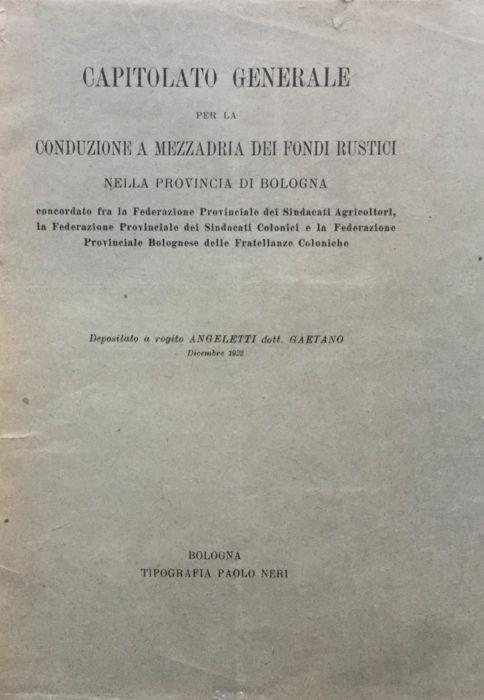 CAPITOLATO GENERALE
PER LA
CONDUZIONE A MEZZADRIA DEI FONDI RUSTICI
NELLA PROVINCIA DI BOLOGNA
concordato fra la Federazione Provinciale dei Sindacati Agricoltori,
la Federazione Provinciale dei Sindacati Colonici e la Federazione
Provinciale Bolognese delle Fratellanze Coloniche
Depositato a rogito ANGELETTI dott. GAETANO
Dicembre 1922
BOLOGNA
TIPOGRAFIA PAOLO NERI